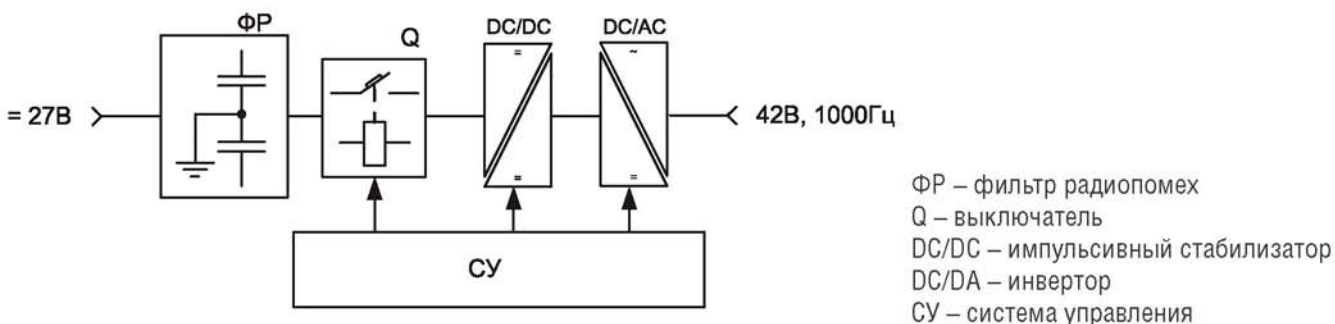 ФР
Q
DC/DC
DC/AC
=
~
= 27В
42В, 1000Гц
=
=
СУ
ФР – фильтр радиопомех
Q – выключатель
DC/DC – импульсивный стабилизатор
DC/DA – инвертор
СУ – система управления